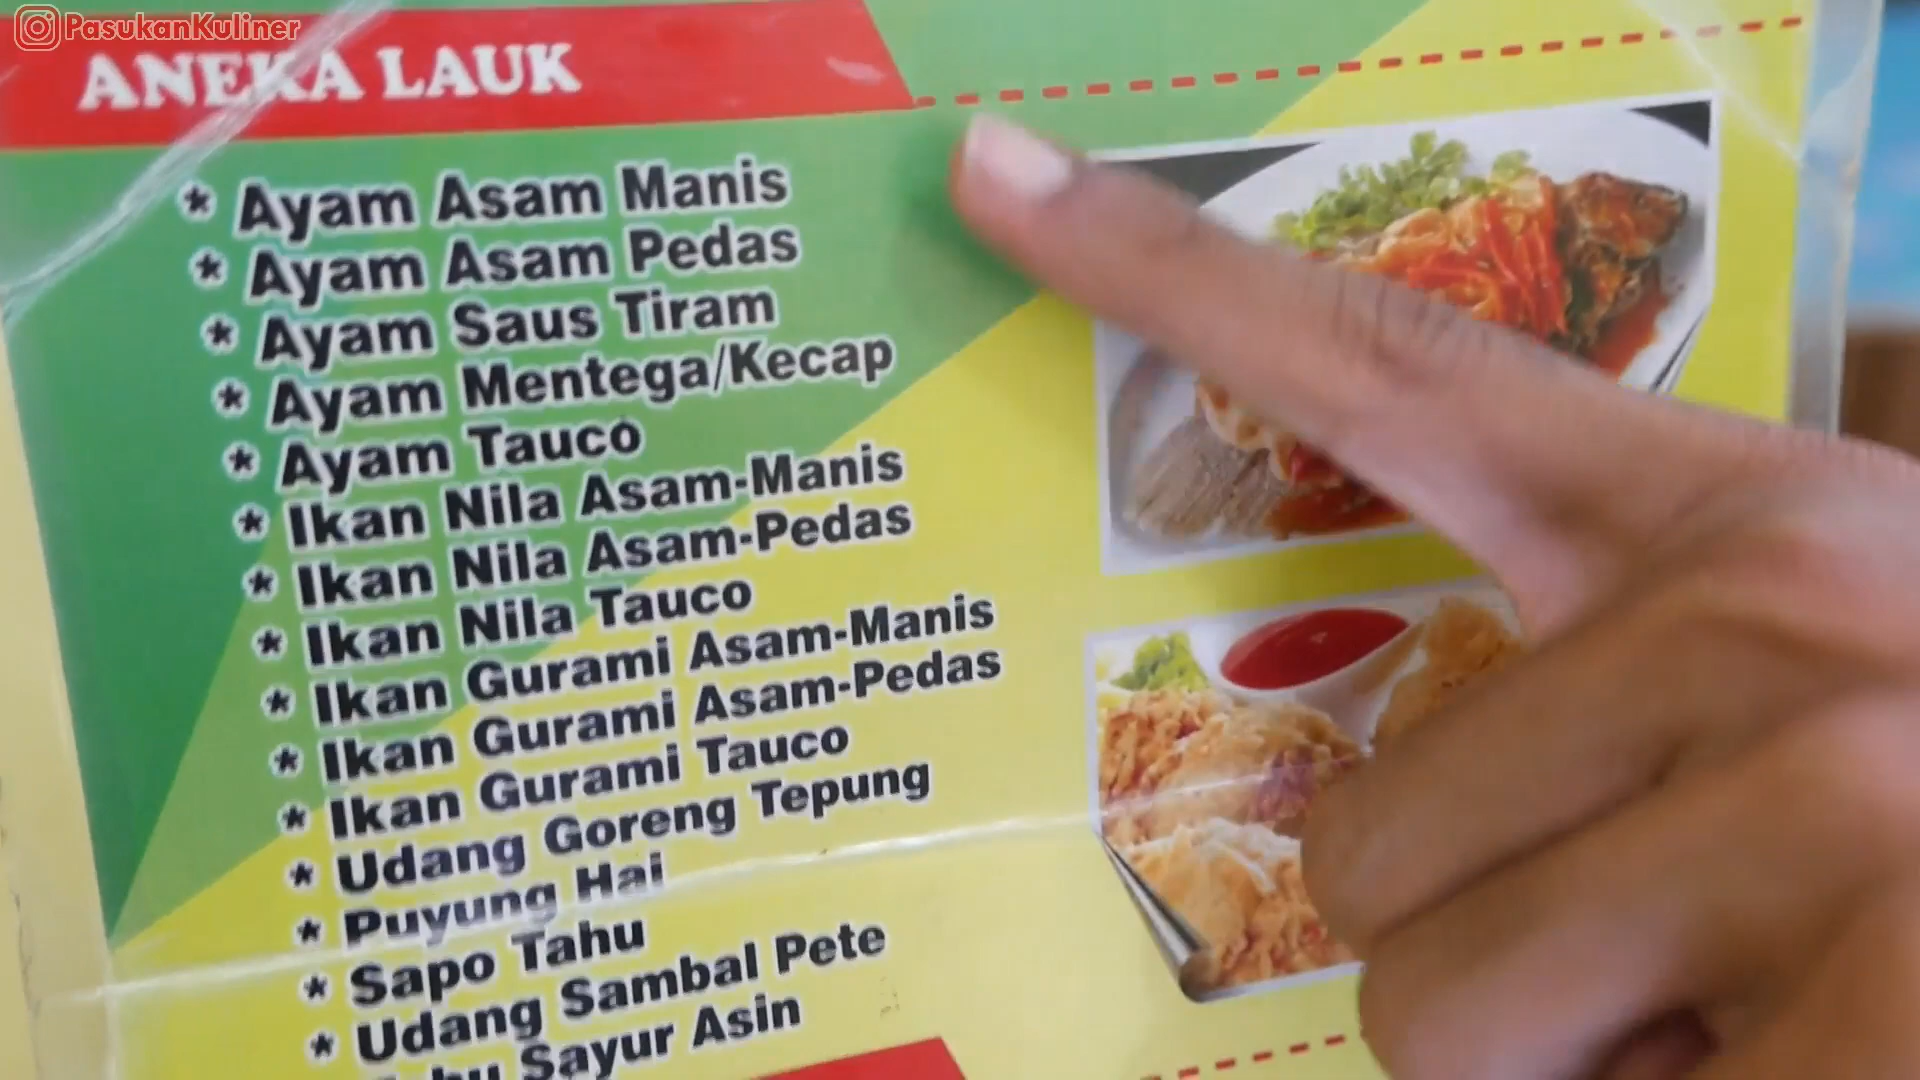 PasukanKuliner
ANEKA LAUK
* Ayam Asam Manis
* Ayam Asam Pedas
* Ayam Saus Tiram
* Ayam Mentega/Kecap
* Ayam Tauco
* Ikan Nila Asam-Manis
* Ikan Nila Asam-Pedas
* Ikan Nila Tauco
* Ikan Gurami Asam-Manis
* Ikan Gurami Asam-Pedas
* Ikan Gurami Tauco
* Udang Goreng Tepung
* Puyung Hai
* Sapo Tahu
* Udang Sambal Pete
Sayur Asin